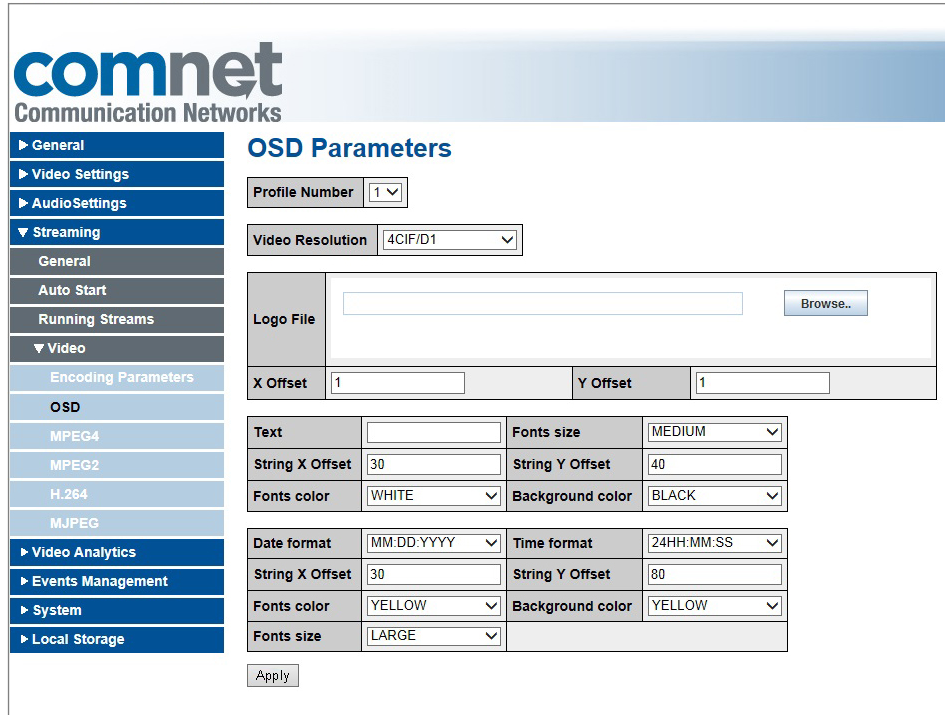 comnet
Communication Networks
General
Video Settings
AudioSettings
Streaming
General
Auto Start
Running Streams
Video
Encoding Parameters
OSD
MPEG4
MPEG2
H.264
MJPEG
Video Analytics
Events Management
System
Local Storage
OSD Parameters
Profile Number 1
Video Resolution 4CIF/D1
Logo File Browse..
X Offset 1 Y Offset 1
Text Fonts size MEDIUM
String X Offset 30 String Y Offset 40
Fonts color WHITE Background color BLACK
Date format MM:DD:YYYY Time format 24HH:MM:SS
String X Offset 30 String Y Offset 80
Fonts color YELLOW Background color YELLOW
Fonts size LARGE
Apply